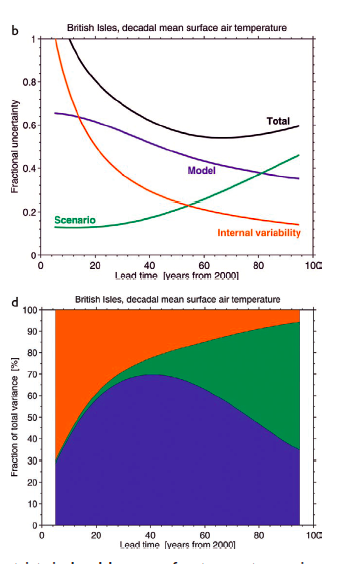 b
British Isles, decadal mean surface air temperature
Fractional uncertainty
1
0.8
0.6
0.4
0.2
0
Total
Model
Scenario
Internal variability
0 20 40 60 80 100
Lead time [years from 2000]
d
British Isles, decadal mean surface air temperature
Fraction of total variance [%]
100
90
80
70
60
50
40
30
20
10
0
0 20 40 60 80 100
Lead time [years from 2000]